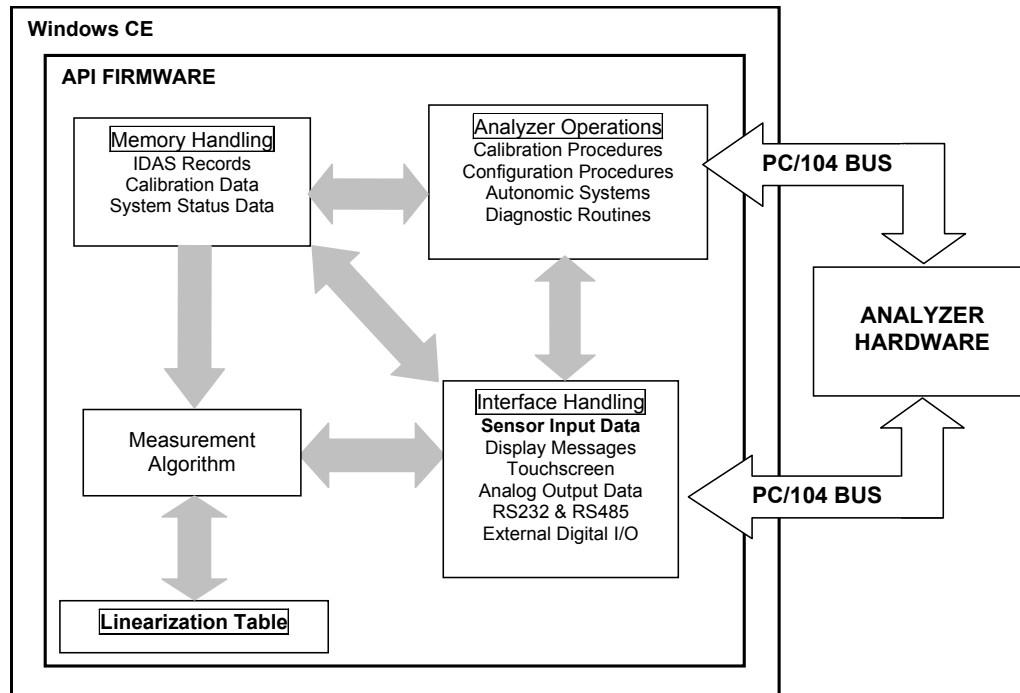 Windows CE
API FIRMWARE
Memory Handling
IDAS Records
Calibration Data
System Status Data
Analyzer Operations
Calibration Procedures
Configuration Procedures
Autonomic Systems
Diagnostic Routines
PC/104 BUS
ANALYZER
HARDWARE
Measurement
Algorithm
Interface Handling
Sensor Input Data
Display Messages
Touchscreen
Analog Output Data
RS232 & RS485
External Digital I/O
PC/104 BUS
Linearization Table